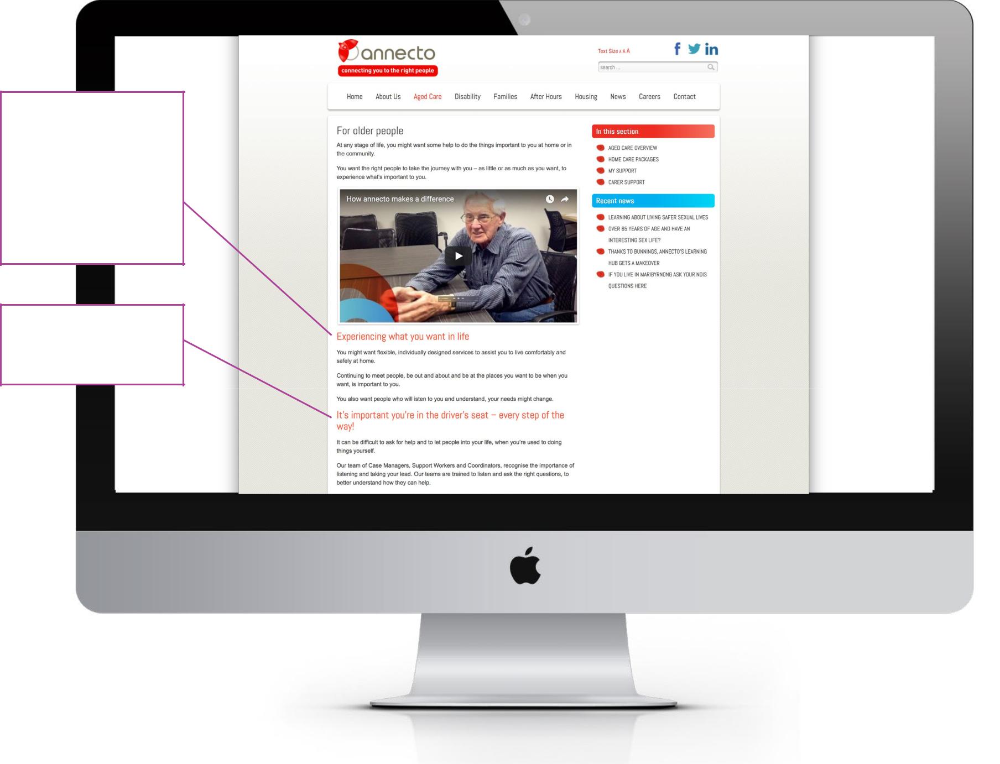 annecto
connecting you to the right people
Text Size A A A
search ...
Home About Us Aged Care Disability Families After Hours Housing News Careers Contact
For older people
At any stage of life, you might want some help to do the things important to you at home or in
the community.
You want the right people to take the journey with you – as little or as much as you want, to
experience what's important to you.
How annecto makes a difference
Experiencing what you want in life
You might want flexible, individually designed services to assist you to live comfortably and
safely at home.
Continuing to meet people, be out and about and be at the places you want to be when you
want, is important to you.
You also want people who will listen to you and understand, your needs might change.
It's important you're in the driver's seat – every step of the
way!
It can be difficult to ask for help and to let people into your life, when you're used to doing
things yourself.
Our team of Case Managers, Support Workers and Coordinators, recognise the importance of
listening and taking your lead. Our teams are trained to listen and ask the right questions, to
better understand how they can help.
In this section
AGED CARE OVERVIEW
HOME CARE PACKAGES
MY SUPPORT
CARER SUPPORT
Recent news
LEARNING ABOUT LIVING SAFER SEXUAL LIVES
OVER 65 YEARS OF AGE AND HAVE AN
INTERESTING SEX LIFE?
THANKS TO BUNNINGS, ANNECTO'S LEARNING
HUB GETS A MAKEOVER
IF YOU LIVE IN MARIBYRNONG ASK YOUR NDIS
QUESTIONS HERE